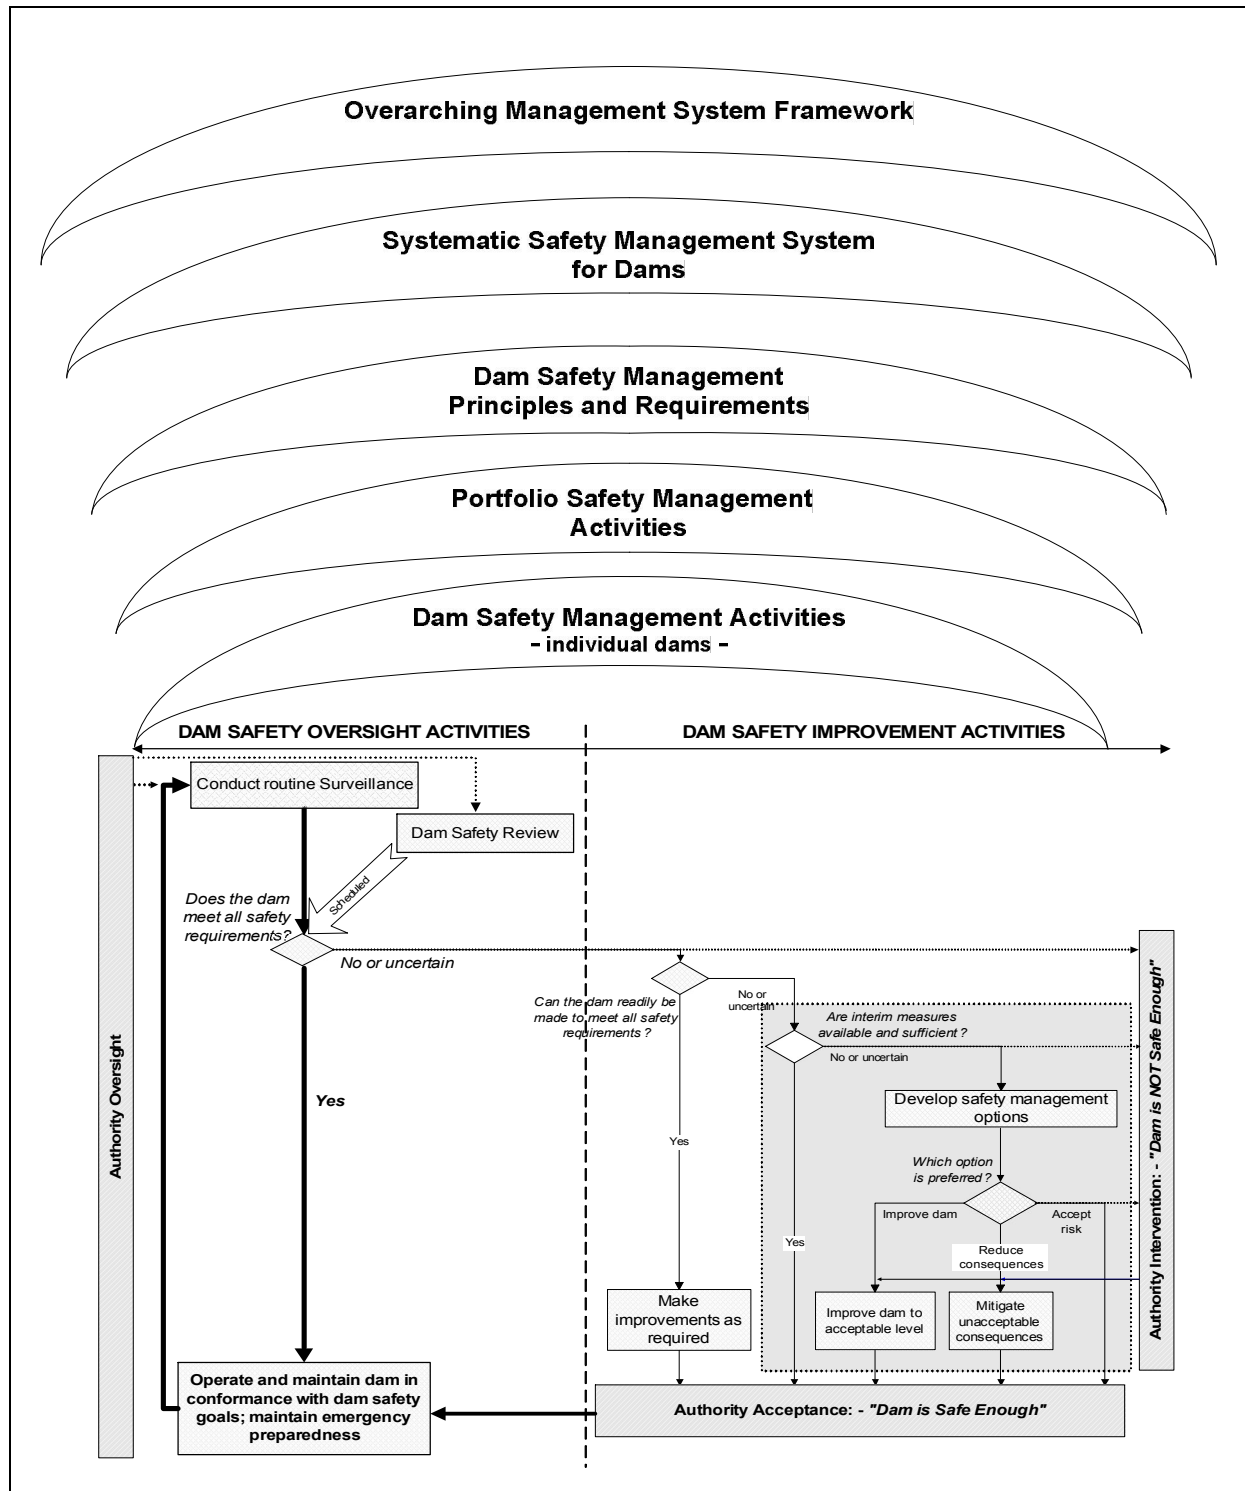 Overarching Management System Framework
Systematic Safety Management System
for Dams
Dam Safety Management
Principles and Requirements
Portfolio Safety Management
Activities
Dam Safety Management Activities
– individual dams –
DAM SAFETY OVERSIGHT ACTIVITIES
DAM SAFETY IMPROVEMENT ACTIVITIES
Conduct routine Surveillance
Dam Safety Review
Scheduled
Does the dam
meet all safety
requirements?
No or uncertain
Can the dam readily be
made to meet all safety
requirements ?
No or
uncertain
Are interim measures
available and sufficient ?
No or uncertain
Develop safety management
options
Authority Oversight
Yes
Yes
Which option
is preferred ?
Improve dam
Accept
risk
Yes
Reduce
consequences
Make
improvements as
required
Improve dam to
acceptable level
Mitigate
unacceptable
consequences
Authority Intervention: - "Dam is NOT Safe Enough"
Operate and maintain dam in
conformance with dam safety
goals; maintain emergency
preparedness
Authority Acceptance: - "Dam is Safe Enough"